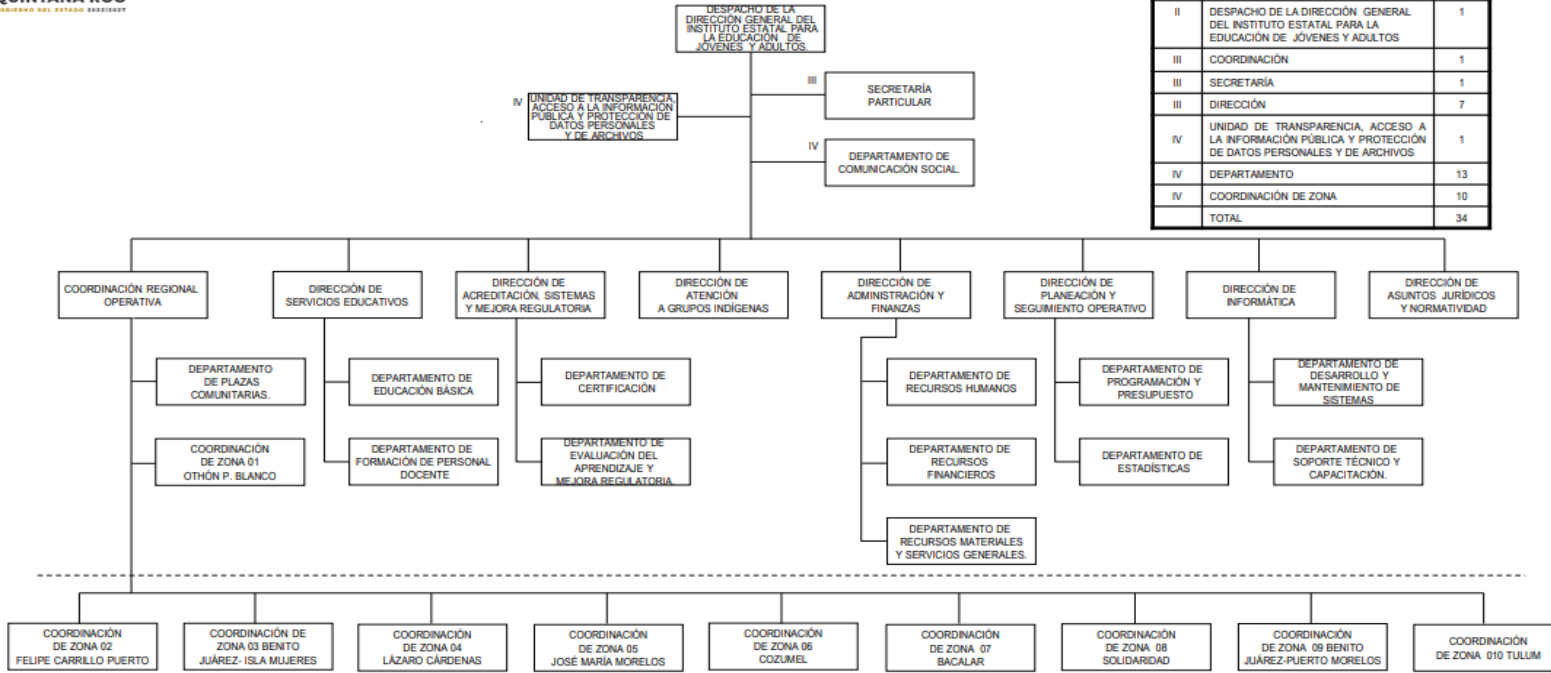 QUINTANA ROO
GOBIERNO DEL ESTADO 2022|2027
DESPACHO DE LA
DIRECCIÓN GENERAL DEL
INSTITUTO ESTATAL PARA
LA EDUCACIÓN DE
JÓVENES Y ADULTOS.
II
DESPACHO DE LA DIRECCIÓN GENERAL
DEL INSTITUTO ESTATAL PARA LA
EDUCACIÓN DE JÓVENES Y ADULTOS
1
III
COORDINACIÓN
1
III
SECRETARÍA
1
III
DIRECCIÓN
7
IV
UNIDAD DE TRANSPARENCIA, ACCESO A
LA INFORMACIÓN PÚBLICA Y PROTECCIÓN
DE DATOS PERSONALES Y DE ARCHIVOS
1
IV
DEPARTAMENTO
13
IV
COORDINACIÓN DE ZONA
10
TOTAL
34
IV
UNIDAD DE TRANSPARENCIA,
ACCESO A LA INFORMACIÓN
PÚBLICA Y PROTECCIÓN DE
DATOS PERSONALES
Y DE ARCHIVOS
III
SECRETARÍA
PARTICULAR
IV
DEPARTAMENTO DE
COMUNICACIÓN SOCIAL.
COORDINACIÓN REGIONAL
OPERATIVA
DIRECCIÓN DE
SERVICIOS EDUCATIVOS
DIRECCIÓN DE
ACREDITACIÓN, SISTEMAS
Y MEJORA REGULATORIA
DIRECCIÓN DE
ATENCIÓN
A GRUPOS INDÍGENAS
DIRECCIÓN DE
ADMINISTRACIÓN Y
FINANZAS
DIRECCIÓN DE
PLANEACIÓN Y
SEGUIMIENTO OPERATIVO
DIRECCIÓN DE
INFORMÁTICA
DIRECCIÓN DE
ASUNTOS JURÍDICOS
Y NORMATIVIDAD
DEPARTAMENTO
DE PLAZAS
COMUNITARIAS.
DEPARTAMENTO DE
EDUCACIÓN BÁSICA
DEPARTAMENTO DE
CERTIFICACIÓN
DEPARTAMENTO DE
RECURSOS HUMANOS
DEPARTAMENTO DE
PROGRAMACIÓN Y
PRESUPUESTO
DEPARTAMENTO DE
DESARROLLO Y
MANTENIMIENTO DE
SISTEMAS
COORDINACIÓN
DE ZONA 01
OTHÓN P. BLANCO
DEPARTAMENTO DE
FORMACIÓN DE PERSONAL
DOCENTE
DEPARTAMENTO DE
EVALUACIÓN DEL
APRENDIZAJE Y
MEJORA REGULATORIA.
DEPARTAMENTO DE
RECURSOS
FINANCIEROS
DEPARTAMENTO DE
ESTADÍSTICAS
DEPARTAMENTO DE
SOPORTE TÉCNICO Y
CAPACITACIÓN.
DEPARTAMENTO DE
RECURSOS MATERIALES
Y SERVICIOS GENERALES.
COORDINACIÓN
DE ZONA 02
FELIPE CARRILLO PUERTO
COORDINACIÓN DE
ZONA 03 BENITO
JUÁREZ- ISLA MUJERES
COORDINACIÓN
DE ZONA 04
LÁZARO CÁRDENAS
COORDINACIÓN
DE ZONA 05
JOSÉ MARÍA MORELOS
COORDINACIÓN
DE ZONA 06
COZUMEL
COORDINACIÓN
DE ZONA 07
BACALAR
COORDINACIÓN
DE ZONA 08
SOLIDARIDAD
COORDINACIÓN
DE ZONA 09 BENITO
JUÁREZ-PUERTO MORELOS
COORDINACIÓN
DE ZONA 010 TULUM